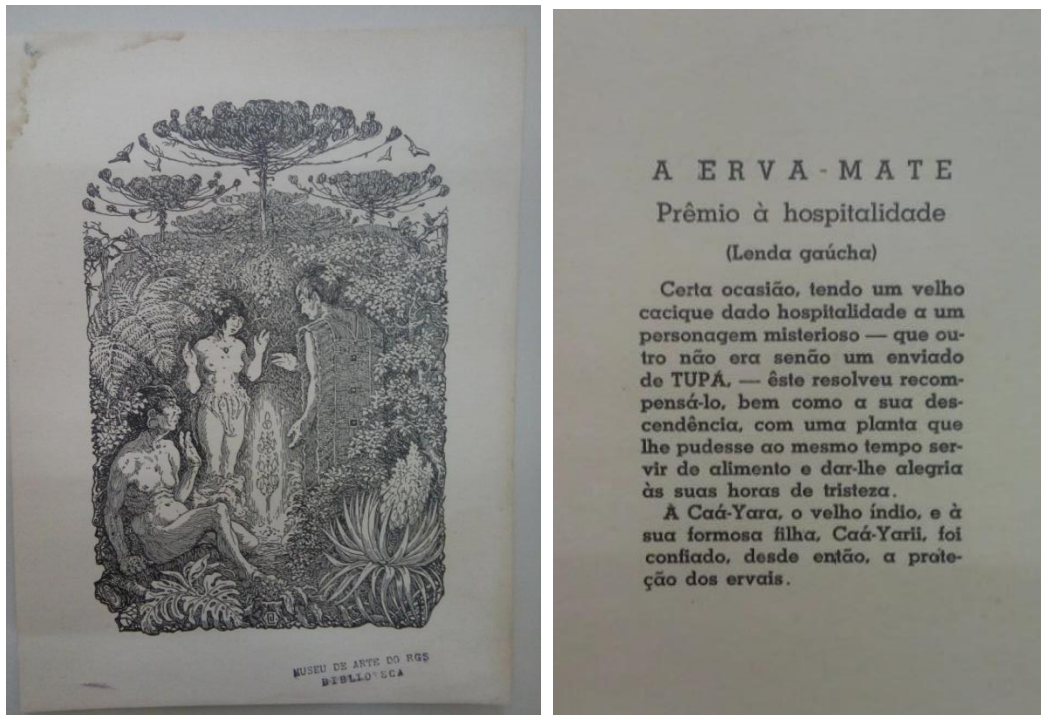 MUSEU DE ARTE DO RGS
BIBLIOTECA
A ERVA-MATE
Prêmio à hospitalidade
(Lenda gaúcha)
Certa ocasião, tendo um velho
cacique dado hospitalidade a um
personagem misterioso — que ou-
tro não era senão um enviado
de TUPÁ, — êste resolveu recom-
pensá-lo, bem como a sua des-
cendência, com uma planta que
lhe pudesse ao mesmo tempo ser-
vir de alimento e dar-lhe alegria
às suas horas de tristeza.
A Caá-Yara, o velho índio, e à
sua formosa filha, Caá-Yarií, foi
confiado, desde então, a prote-
ção dos ervais.